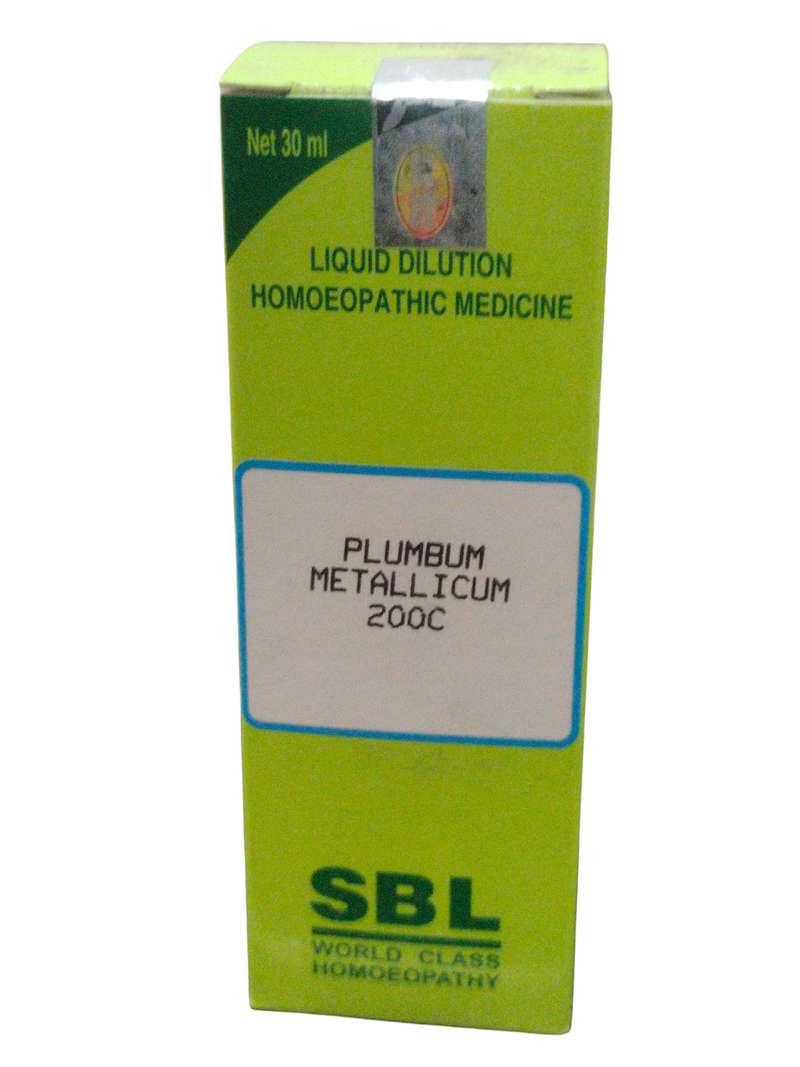 Net 30 ml
LIQUID DILUTION
HOMOEOPATHIC MEDICINE
PLUMBUM
METALLICUM
200C
SBL
WORLD CLASS
HOMOEOPATHY